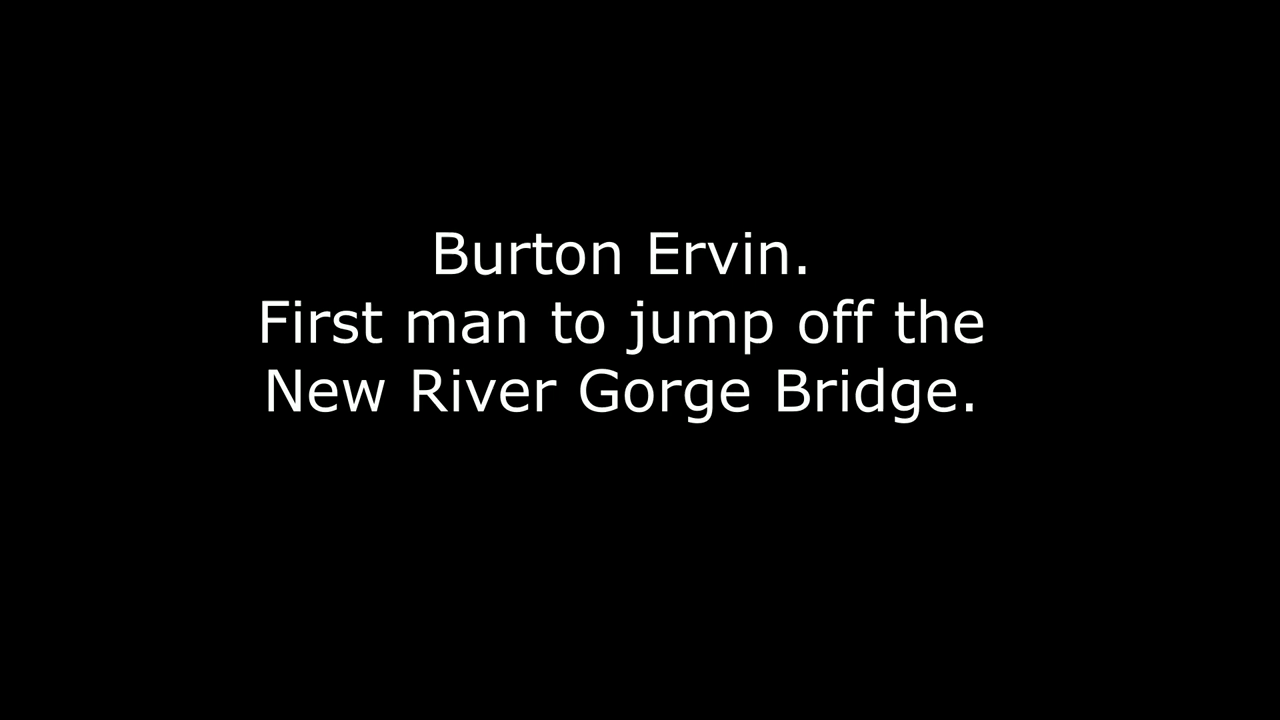 Burton Ervin.
First man to jump off the
New River Gorge Bridge.